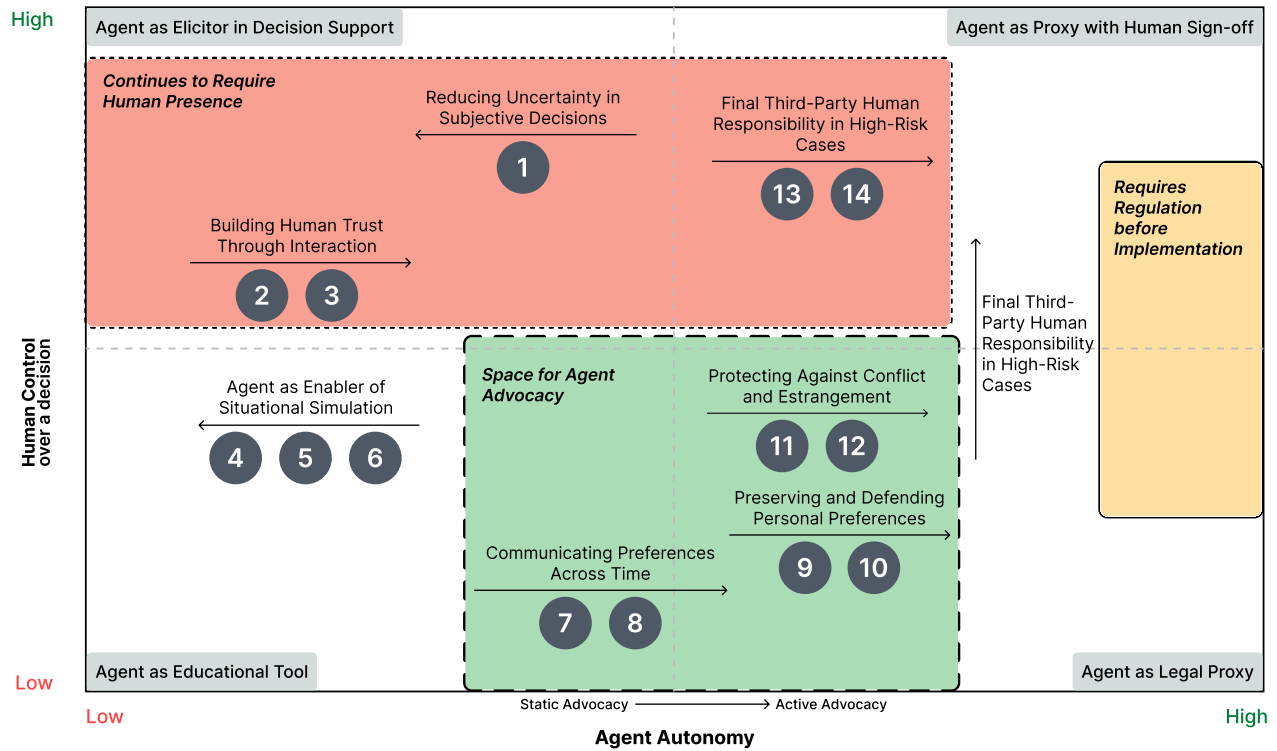 High
Agent as Elicitor in Decision Support
Agent as Proxy with Human Sign-off
Continues to Require
Human Presence
Reducing Uncertainty in
Subjective Decisions
1
Final Third-Party Human
Responsibility in High-Risk
Cases
13 14
Building Human Trust
Through Interaction
2 3
Requires
Regulation
before
Implementation
Final Third-
Party Human
Responsibility
in High-Risk
Cases
Human Control
over a decision
Agent as Enabler of
Situational Simulation
4 5 6
Space for Agent
Advocacy
Protecting Against Conflict
and Estrangement
11 12
Preserving and Defending
Personal Preferences
9 10
Communicating Preferences
Across Time
7 8
Agent as Educational Tool
Agent as Legal Proxy
Low
Low
Static Advocacy
Active Advocacy
High
Agent Autonomy